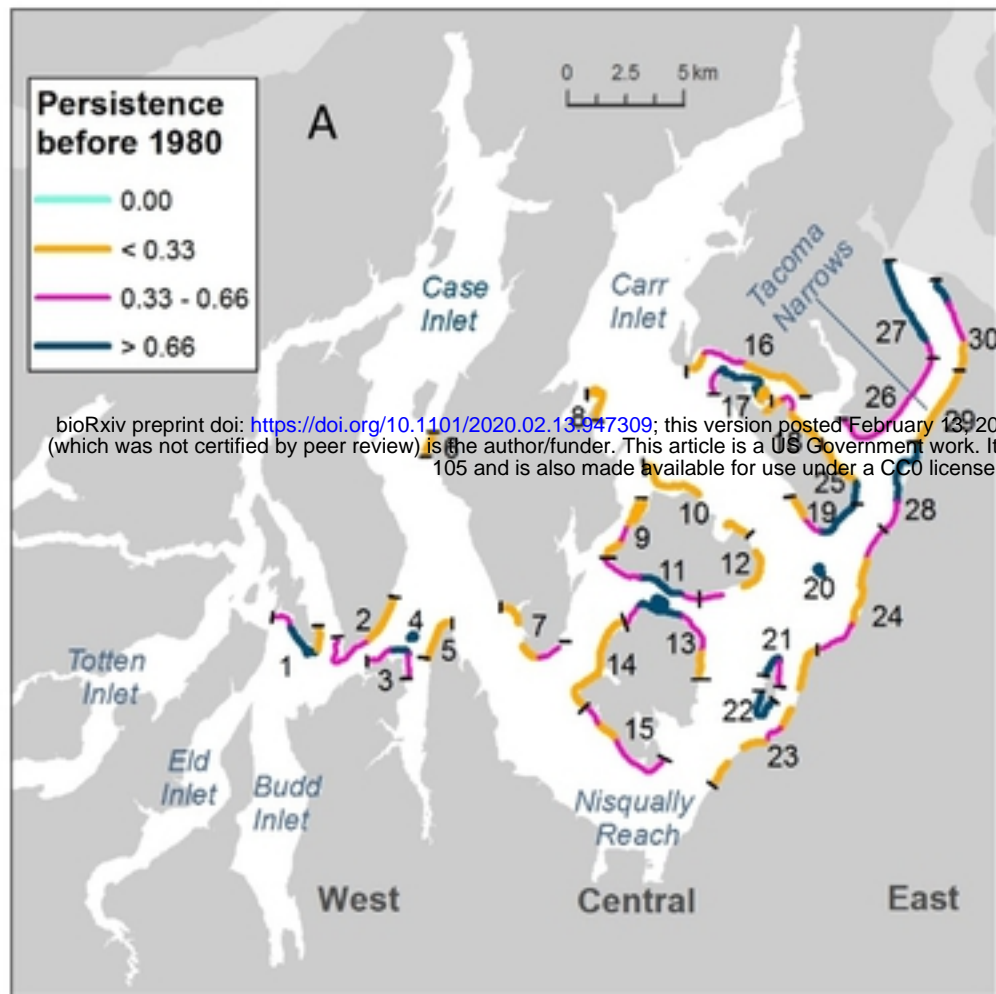 Persistence
before 1980
0.00
< 0.33
0.33 - 0.66
> 0.66
A
0 2.5 5 km
Case
Inlet
Carr
Inlet
Tacoma
Narrows
27
30
16
17
26
8
29
bioRxiv preprint doi: https://doi.org/10.1101/2020.02.13.947309; this version posted February 13, 20
(which was not certified by peer review) is the author/funder. This article is a US Government work. It
105 and is also made available for use under a CC0 license
6
25
10
19
28
9
11
12
20
2
4
7
24
1
3
5
13
14
21
22
15
23
Totten
Inlet
Eld
Inlet
Budd
Inlet
Nisqually
Reach
West
Central
East